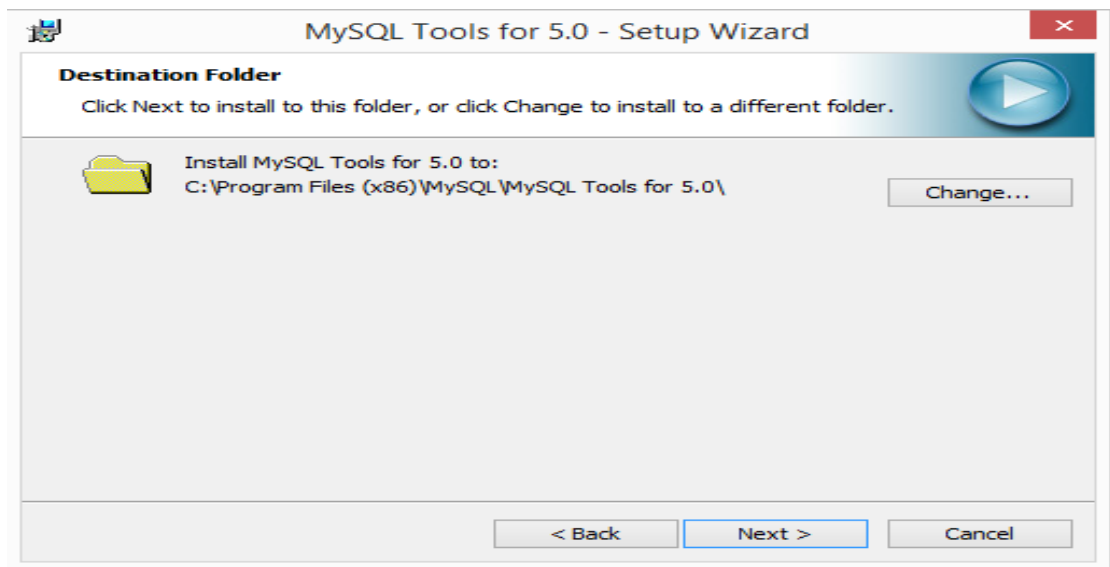 MySQL Tools for 5.0 - Setup Wizard
Destination Folder
Click Next to install to this folder, or click Change to install to a different folder.
Install MySQL Tools for 5.0 to:
C:\Program Files (x86)\MySQL\MySQL Tools for 5.0\
Change...
< Back
Next >
Cancel